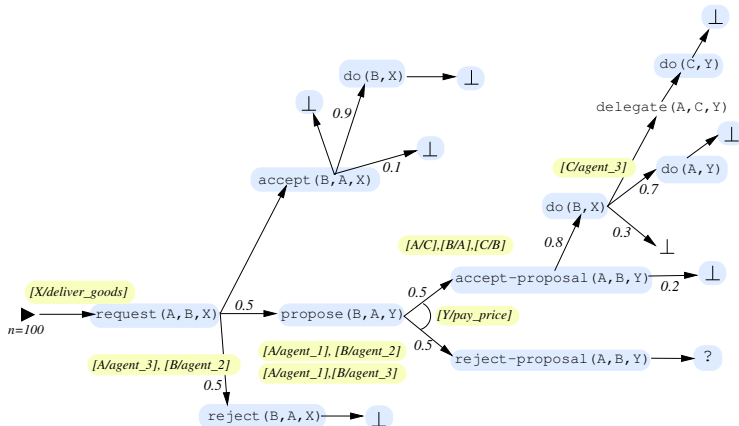 ⊥
do(C,Y)
do(B,X)
⊥
⊥
0.9
delegate(A,C,Y)
⊥
⊥
0.1
[C/agent_3]
do(A,Y)
accept(B,A,X)
0.7
do(B,X)
0.3
[A/C],[B/A],[C/B]
0.8
⊥
accept-proposal(A,B,Y)
⊥
0.2
[X/deliver_goods]
0.5
request(A,B,X)
0.5
propose(B,A,Y)
[Y/pay_price]
n=100
0.5
[A/agent_1], [B/agent_2]
reject-proposal(A,B,Y)
?
[A/agent_3], [B/agent_2]
[A/agent_1],[B/agent_3]
0.5
reject(B,A,X)
⊥